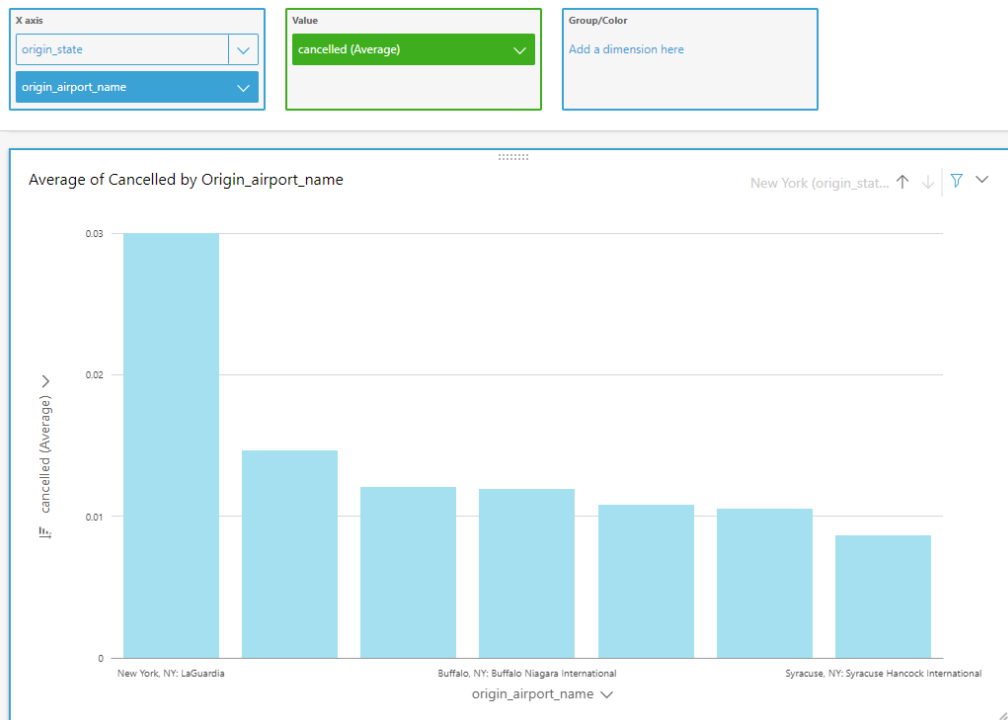 X axis
origin_state
origin_airport_name
Value
cancelled (Average)
Group/Color
Add a dimension here
Average of Cancelled by Origin_airport_name
New York (origin_stat...
0.03
0.02
0.01
0
cancelled (Average)
New York, NY: LaGuardia
Buffalo, NY: Buffalo Niagara International
Syracuse, NY: Syracuse Hancock International
origin_airport_name